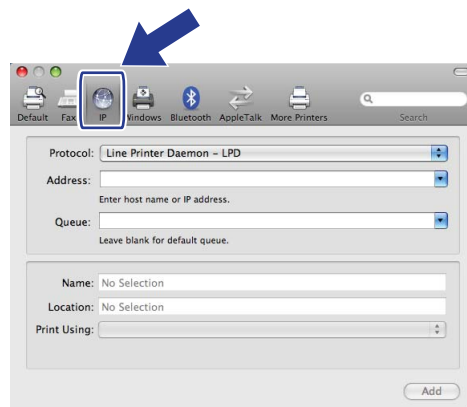 Default Fax IP Windows Bluetooth AppleTalk More Printers Search
Protocol: Line Printer Daemon – LPD
Address:
Enter host name or IP address.
Queue:
Leave blank for default queue.
Name: No Selection
Location: No Selection
Print Using:
Add